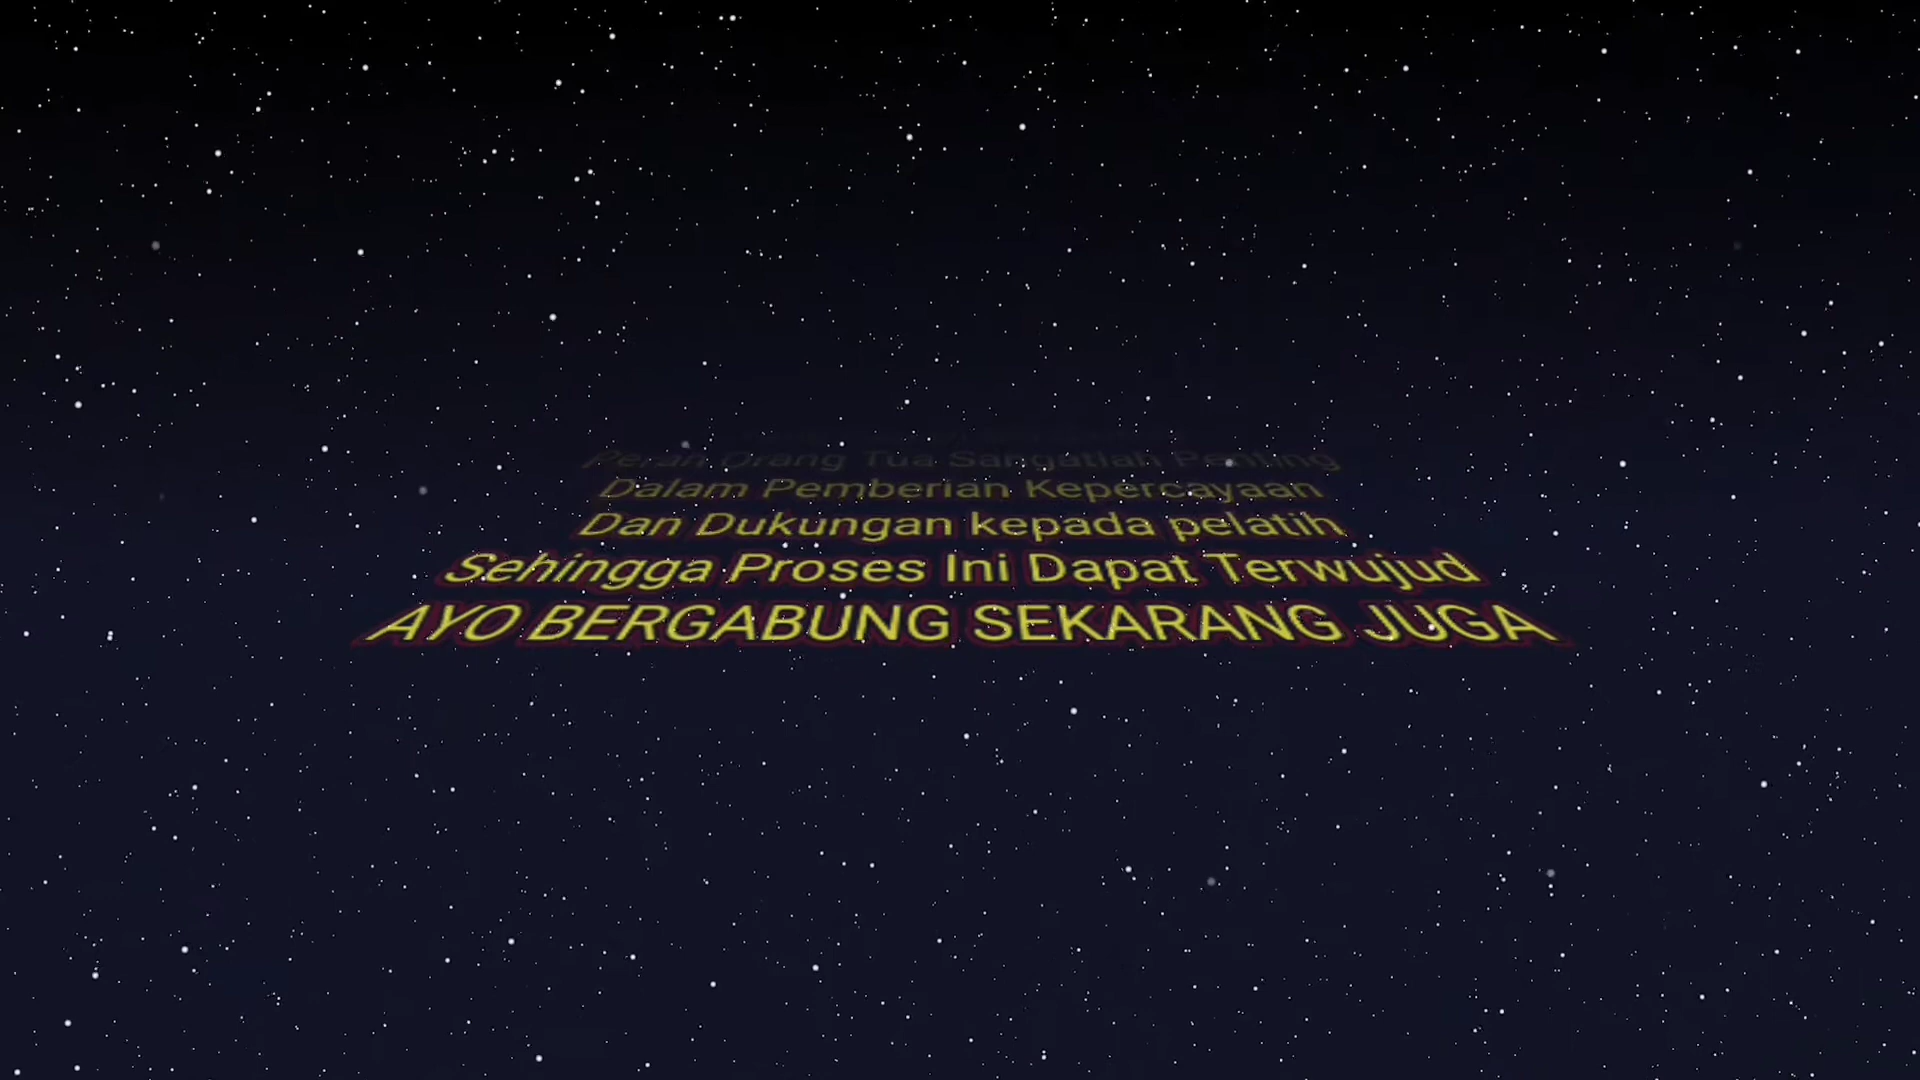 Peran Orang Tua Sangatlah Penting
Dalam Pemberian Kepercayaan
Dan Dukungan kepada pelatih
Sehingga Proses Ini Dapat Terwujud
AYO BERGABUNG SEKARANG JUGA